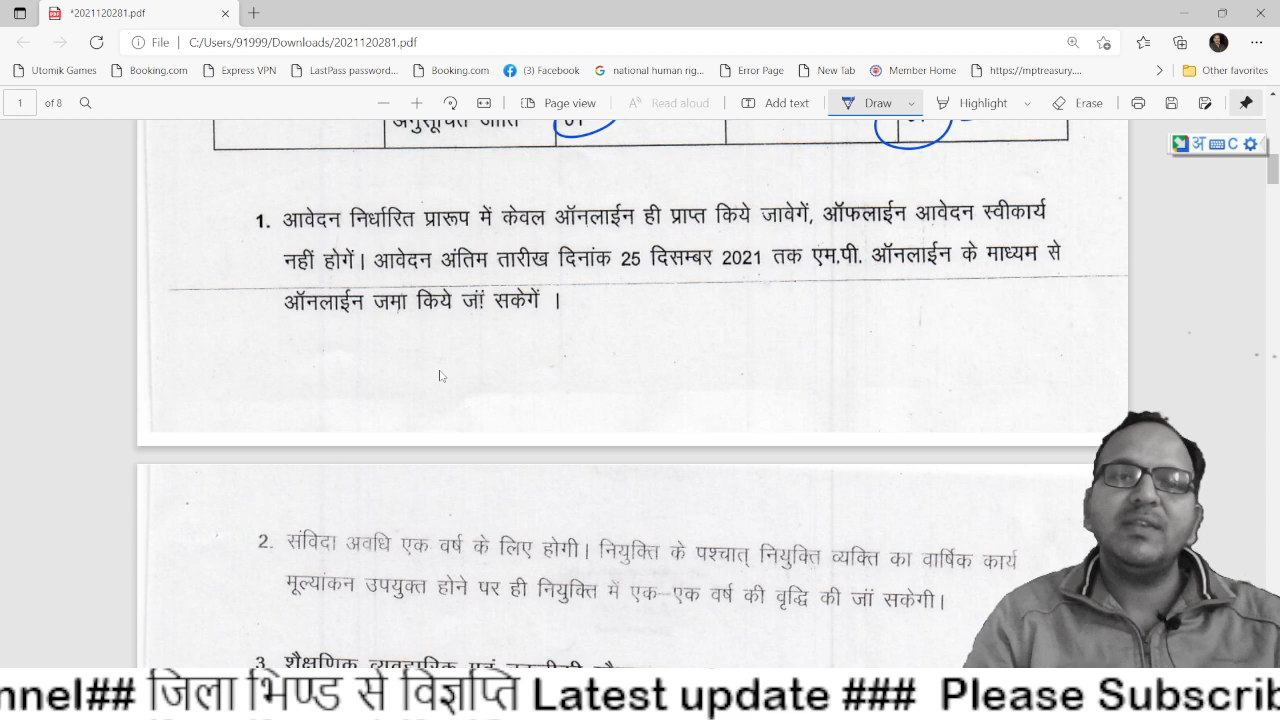 *2021120281.pdf
File
C:/Users/91999/Downloads/2021120281.pdf
Utomik Games
Booking.com
Express VPN
LastPass password...
Booking.com
(3) Facebook
national human rig...
Error Page
New Tab
Member Home
https://mptreasury....
Other favorites
1 of 8
Page view
Read aloud
Add text
Draw
Highlight
Erase
अनुसूचित जाति
1. आवेदन निर्धारित प्रारूप में केवल ऑनलाईन ही प्राप्त किये जावेगें, ऑफलाईन आवेदन स्वीकार्य
नहीं होगें। आवेदन अंतिम तारीख दिनांक 25 दिसम्बर 2021 तक एम.पी. ऑनलाईन के माध्यम से
ऑनलाईन जमा किये जॉ सकेगें ।
2. संविदा अवधि एक वर्ष के लिए होगी। नियुक्ति के पश्चात् नियुक्ति व्यक्ति का वार्षिक कार्य
मूल्यांकन उपयुक्त होने पर ही नियुक्ति में एक–एक वर्ष की वृद्धि की जॉ सकेगी।
3. शैक्षणिक
nnel## जिला भिण्ड से विज्ञप्ति Latest update ### Please Subscrib